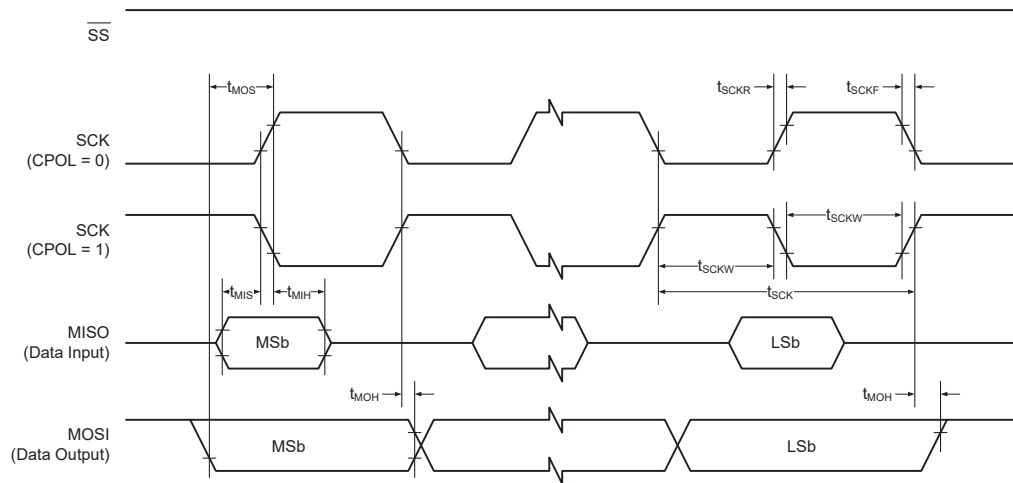 SS
tMOS
tSCKR
tSCKF
SCK
(CPOL = 0)
SCK
(CPOL = 1)
tSCKW
tSCKW
tSCK
tMIS
tMIH
MISO
(Data Input)
MSb
LSb
tMOH
tMOH
MOSI
(Data Output)
MSb
LSb